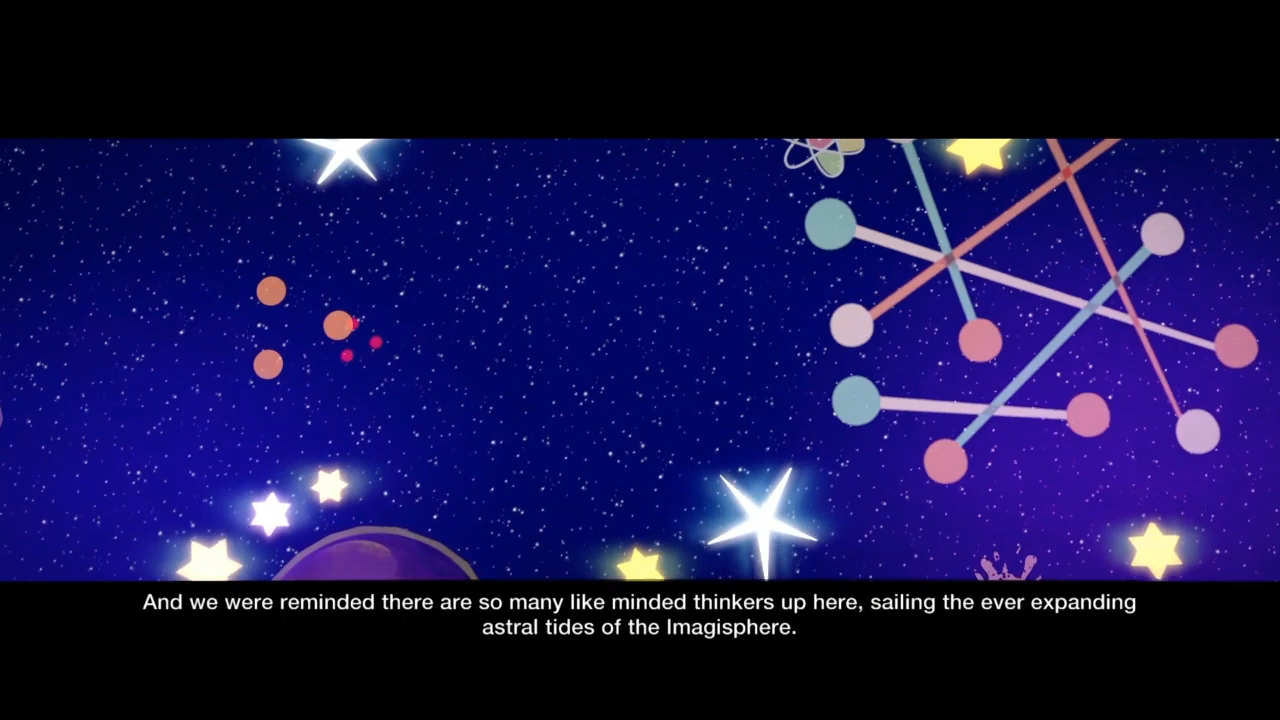 And we were reminded there are so many like minded thinkers up here, sailing the ever expanding
astral tides of the Imagisphere.